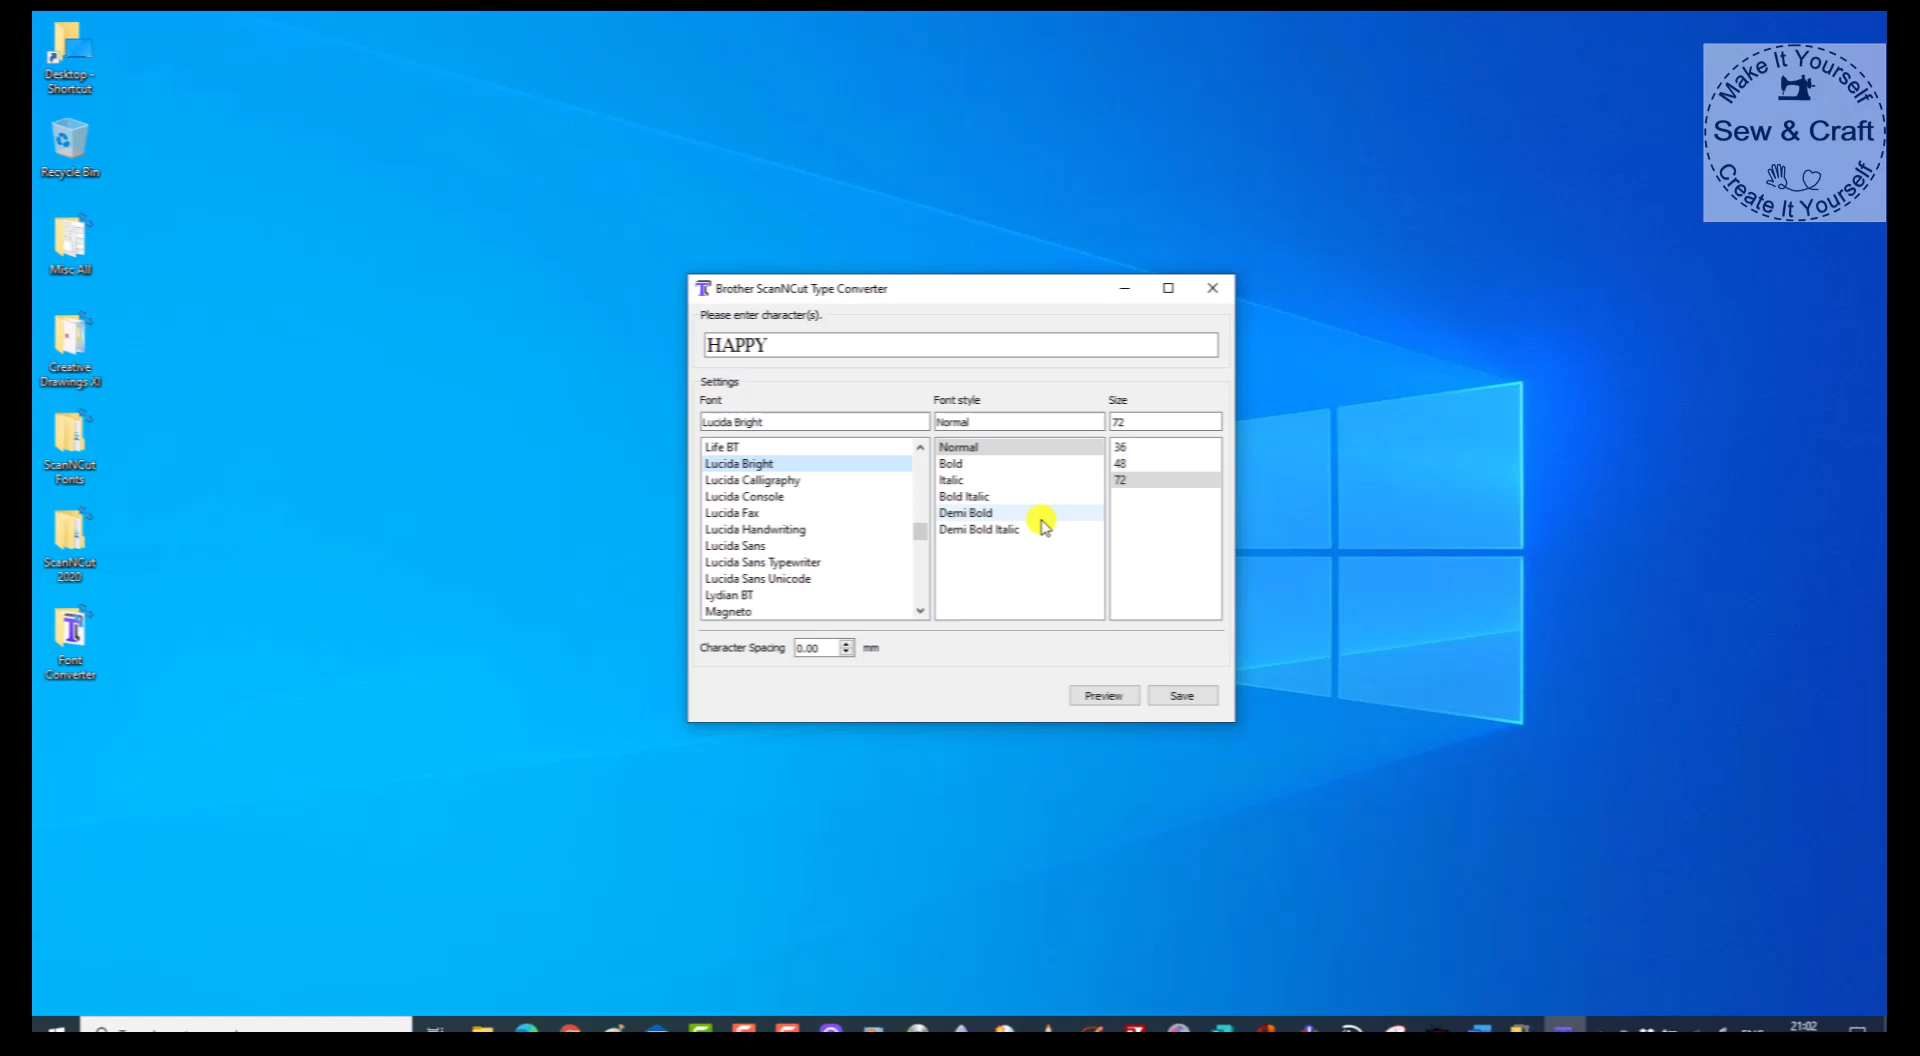 Desktop -
Shortcut
Recycle Bin
Misc All
Creative
Drawings XI
ScanNCut
Fonts
ScanNCut
2020
Font
Converter
Make It Yourself
Sew & Craft
Create It Yourself
Brother ScanNCut Type Converter
Please enter character(s).
HAPPY
Settings
Font
Font style
Size
Lucida Bright
Normal
72
Life BT
Lucida Bright
Lucida Calligraphy
Lucida Console
Lucida Fax
Lucida Handwriting
Lucida Sans
Lucida Sans Typewriter
Lucida Sans Unicode
Lydian BT
Magneto
Normal
Bold
Italic
Bold Italic
Demi Bold
Demi Bold Italic
36
48
72
Character Spacing 0.00 mm
Preview
Save
21:02